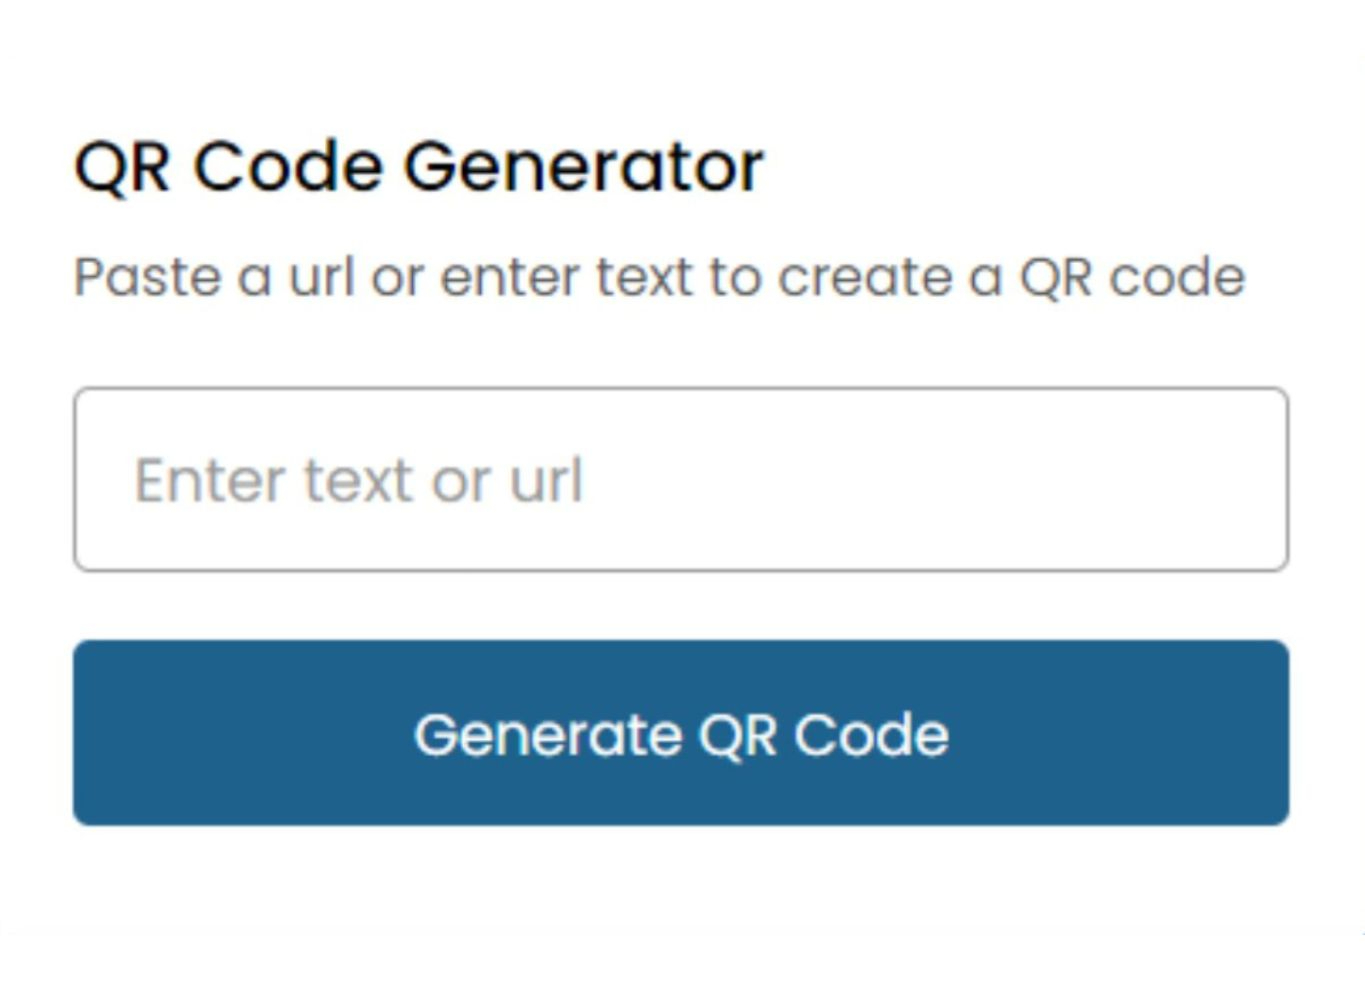 QR Code Generator
Paste a url or enter text to create a QR code
Enter text or url
Generate QR Code